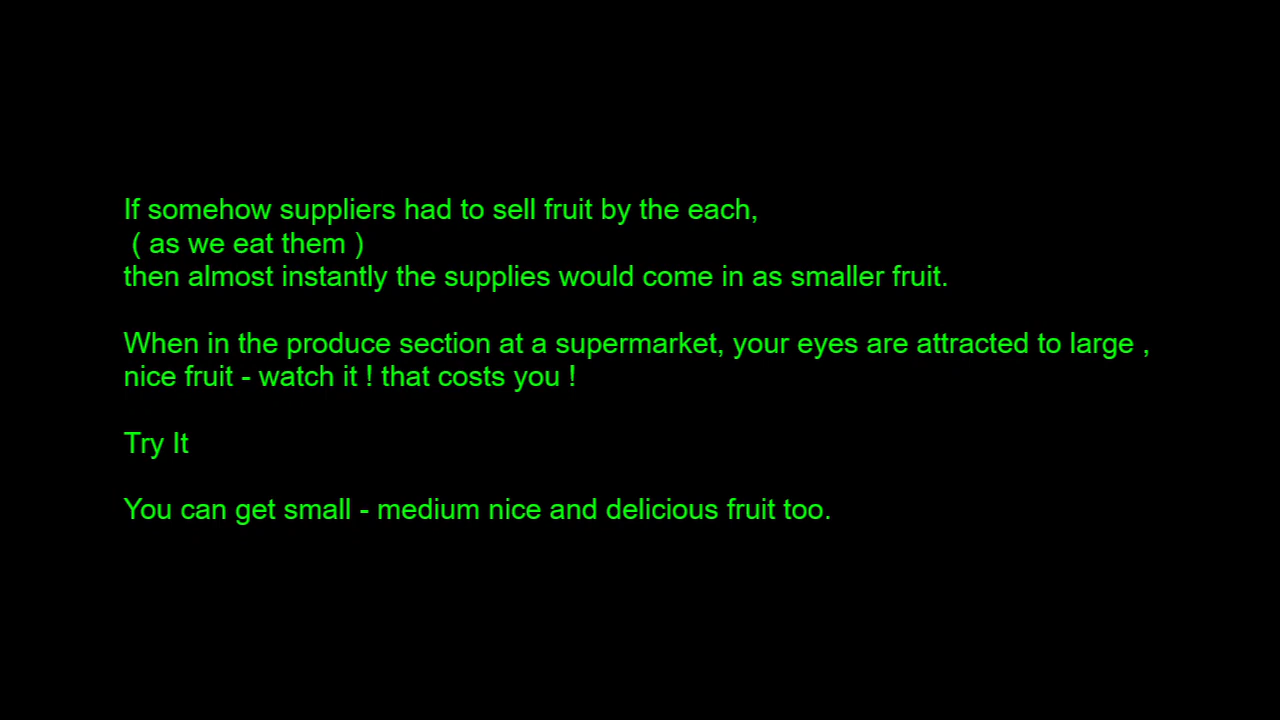 If somehow suppliers had to sell fruit by the each,
( as we eat them )
then almost instantly the supplies would come in as smaller fruit.
When in the produce section at a supermarket, your eyes are attracted to large ,
nice fruit - watch it ! that costs you !
Try It
You can get small - medium nice and delicious fruit too.